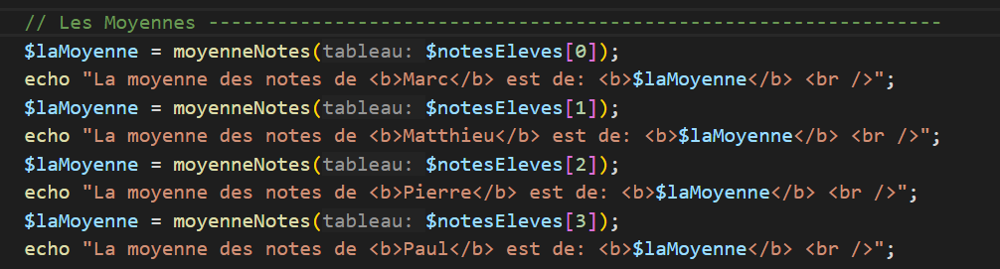 // Les Moyennes -----------------------------------------------------------------
$laMoyenne = moyenneNotes(tableau: $notesEleves[0]);
echo "La moyenne des notes de <b>Marc</b> est de: <b>$laMoyenne</b> <br />";
$laMoyenne = moyenneNotes(tableau: $notesEleves[1]);
echo "La moyenne des notes de <b>Matthieu</b> est de: <b>$laMoyenne</b> <br />";
$laMoyenne = moyenneNotes(tableau: $notesEleves[2]);
echo "La moyenne des notes de <b>Pierre</b> est de: <b>$laMoyenne</b> <br />";
$laMoyenne = moyenneNotes(tableau: $notesEleves[3]);
echo "La moyenne des notes de <b>Paul</b> est de: <b>$laMoyenne</b> <br />";